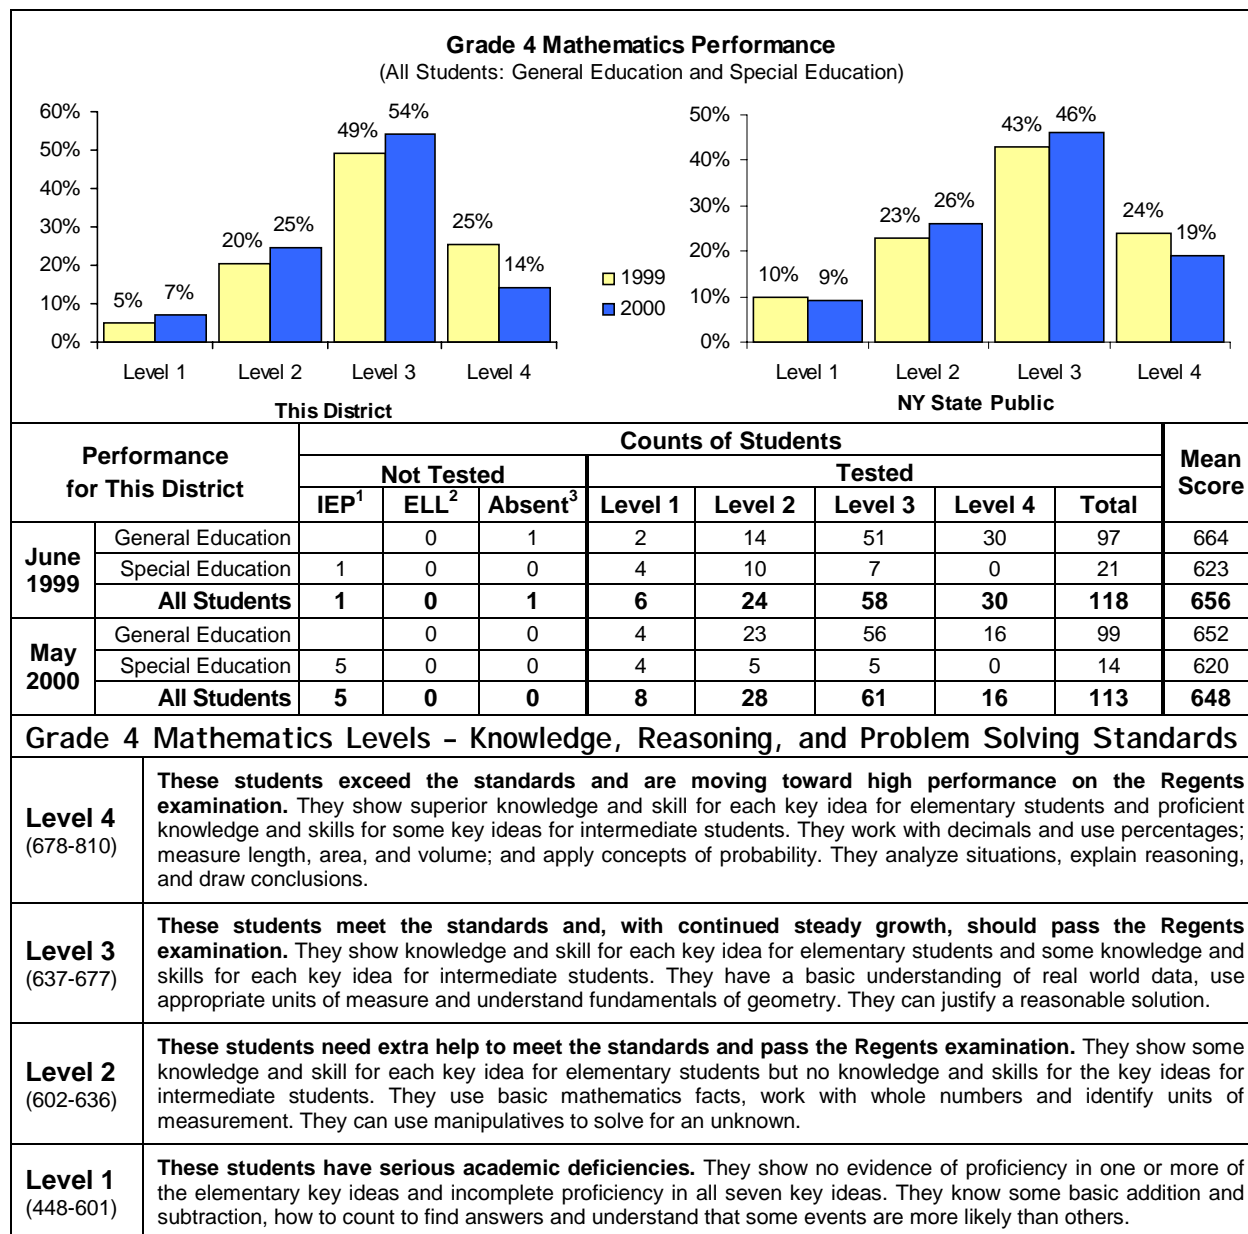 Grade 4 Mathematics Performance
(All Students: General Education and Special Education)
60%
50%
40%
30%
20%
10%
0%
5%
7%
20%
25%
49%
54%
25%
14%
Level 1
Level 2
Level 3
Level 4
This District
1999
2000
50%
40%
30%
20%
10%
0%
10%
9%
23%
26%
43%
46%
24%
19%
Level 1
Level 2
Level 3
Level 4
NY State Public
Performance for This District
Counts of Students
Mean Score
Not Tested
Tested
IEP1 ELL2 Absent3 Level 1 Level 2 Level 3 Level 4 Total
June 1999
General Education 0 1 2 14 51 30 97 664
Special Education 1 0 0 4 10 7 0 21 623
All Students 1 0 1 6 24 58 30 118 656
May 2000
General Education 0 0 4 23 56 16 99 652
Special Education 5 0 0 4 5 5 0 14 620
All Students 5 0 0 8 28 61 16 113 648
Grade 4 Mathematics Levels – Knowledge, Reasoning, and Problem Solving Standards
Level 4
(678-810)
These students exceed the standards and are moving toward high performance on the Regents
examination. They show superior knowledge and skill for each key idea for elementary students and proficient
knowledge and skills for some key ideas for intermediate students. They work with decimals and use percentages;
measure length, area, and volume; and apply concepts of probability. They analyze situations, explain reasoning,
and draw conclusions.
Level 3
(637-677)
These students meet the standards and, with continued steady growth, should pass the Regents
examination. They show knowledge and skill for each key idea for elementary students and some knowledge and
skills for each key idea for intermediate students. They have a basic understanding of real world data, use
appropriate units of measure and understand fundamentals of geometry. They can justify a reasonable solution.
Level 2
(602-636)
These students need extra help to meet the standards and pass the Regents examination. They show some
knowledge and skill for each key idea for elementary students but no knowledge and skills for the key ideas for
intermediate students. They use basic mathematics facts, work with whole numbers and identify units of
measurement. They can use manipulatives to solve for an unknown.
Level 1
(448-601)
These students have serious academic deficiencies. They show no evidence of proficiency in one or more of
the elementary key ideas and incomplete proficiency in all seven key ideas. They know some basic addition and
subtraction, how to count to find answers and understand that some events are more likely than others.